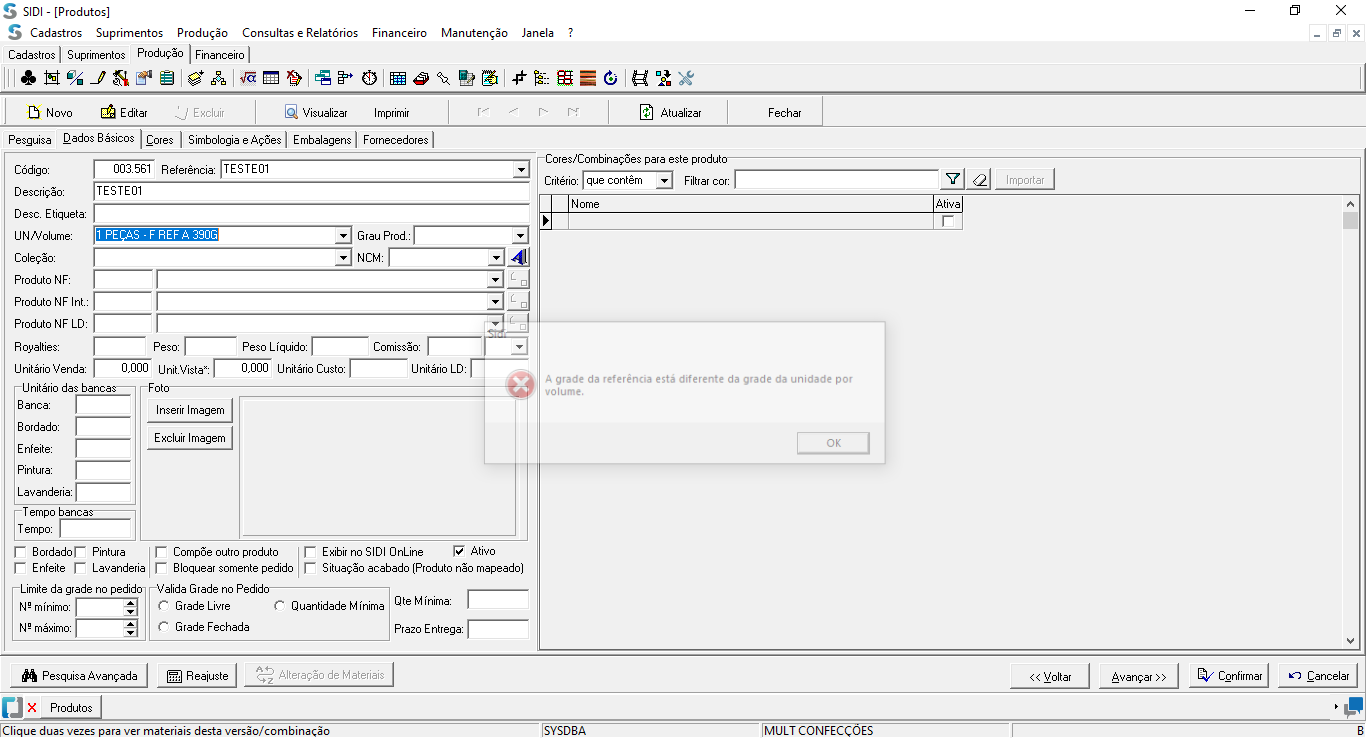 SIDI - [Produtos]
Cadastros Suprimentos Produção Consultas e Relatórios Financeiro Manutenção Janela ?
Cadastros Suprimentos Produção Financeiro
Novo Editar Excluir Visualizar Imprimir Atualizar Fechar
Pesquisa Dados Básicos Cores Simbologia e Ações Embalagens Fornecedores
Código: 003.561 Referência: TESTE01
Descrição: TESTE01
Desc. Etiqueta:
UN/Volume: 1 PEÇAS - F REF A 390G Grau Prod.:
Coleção: NCM:
Produto NF:
Produto NF Int.:
Produto NF LD:
Royalties: Peso: Peso Líquido: Comissão:
Unitário Venda: 0,000 Unit.Vista*: 0,000 Unitário Custo: Unitário LD:
Unitário das bancas
Banca:
Bordado:
Enfeite:
Pintura:
Lavanderia:
Tempo bancas
Tempo:
Foto
Inserir Imagem
Excluir Imagem
Bordado Pintura Compõe outro produto Exibir no SIDI OnLine Ativo
Enfeite Lavanderia Bloquear somente pedido Situação acabado (Produto não mapeado)
Limite da grade no pedido
Nº mínimo:
Nº máximo:
Valida Grade no Pedido
Grade Livre Quantidade Mínima
Grade Fechada
Qte Mínima:
Prazo Entrega:
Cores/Combinações para este produto
Critério: que contêm Filtrar cor: Importar
Nome Ativa
Sidi
A grade da referência está diferente da grade da unidade por
volume.
OK
Pesquisa Avançada Reajuste Alteração de Materiais << Voltar Avançar >> Confirmar Cancelar
Produtos
Clique duas vezes para ver materiais desta versão/combinação SYSDBA MULT CONFECÇÕES B